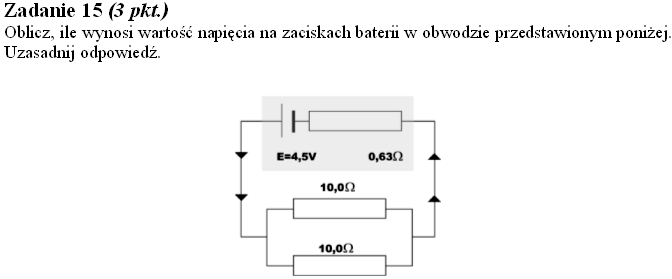 Zadanie 15 (3 pkt.)
Oblicz, ile wynosi wartość napięcia na zaciskach baterii w obwodzie przedstawionym poniżej.
Uzasadnij odpowiedź.
E=4,5V 0,63Ω
10,0Ω
10,0Ω